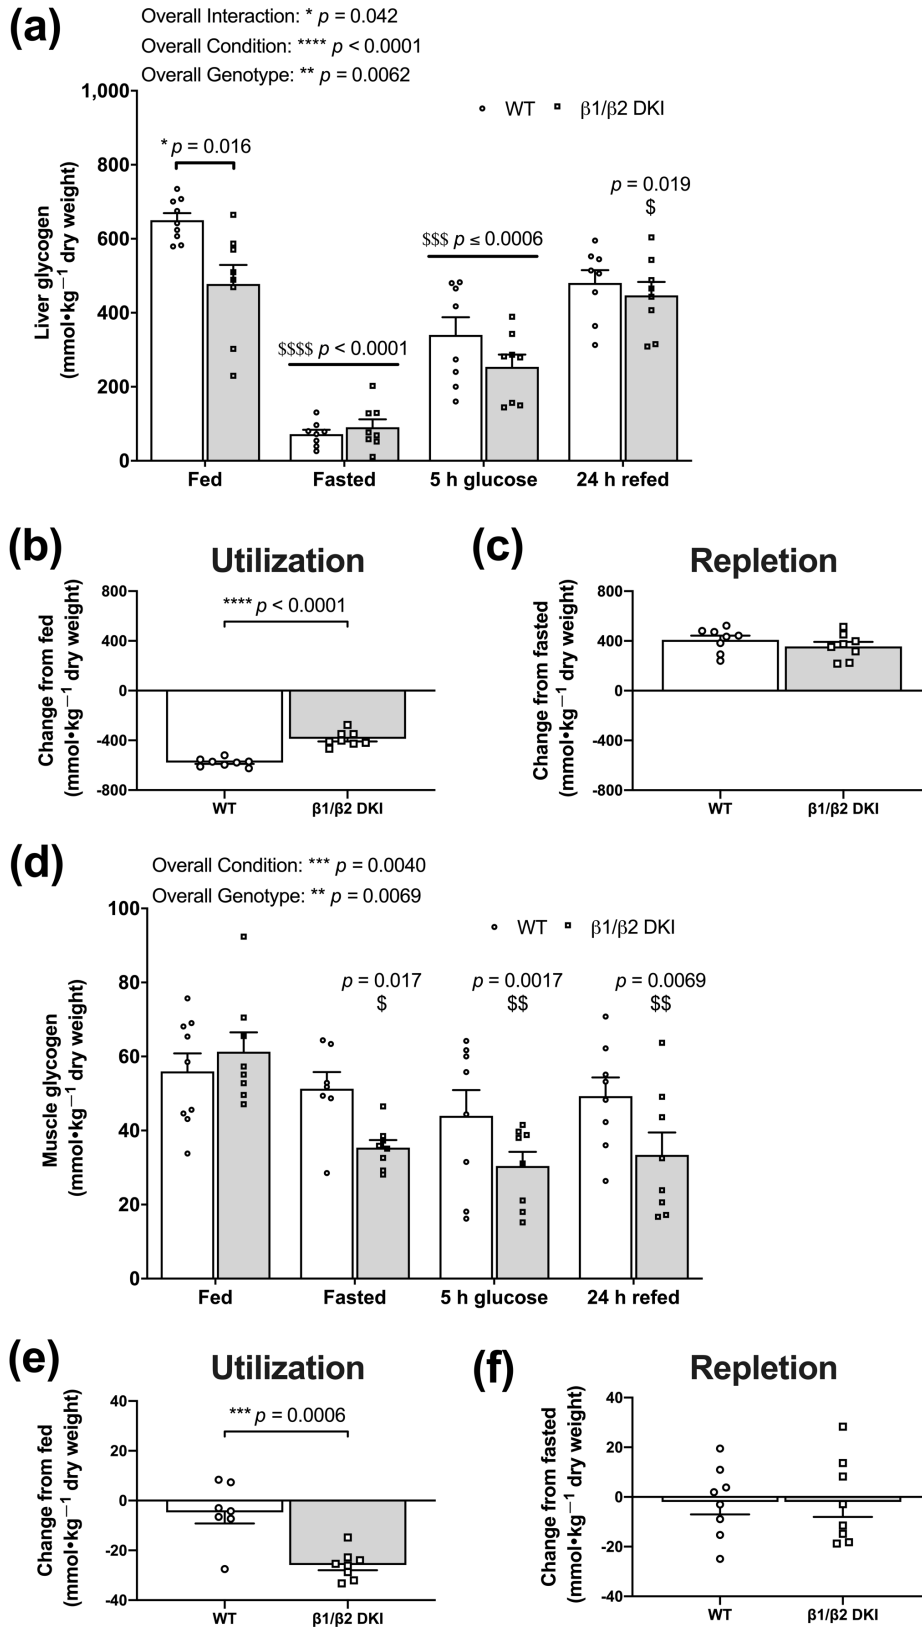 (a)
Overall Interaction: * p = 0.042
Overall Condition: **** p < 0.0001
Overall Genotype: ** p = 0.0062
Liver glycogen
(mmol•kg⁻¹ dry weight)
1,000
800
600
400
200
0
WT β1/β2 DKI
* p = 0.016
$$$$ p < 0.0001
$$$ p ≤ 0.0006
p = 0.019
$
Fed Fasted 5 h glucose 24 h refed
(b)
Utilization
Change from fed
(mmol•kg⁻¹ dry weight)
800
400
0
-400
-800
**** p < 0.0001
WT β1/β2 DKI
(c)
Repletion
Change from fasted
(mmol•kg⁻¹ dry weight)
800
400
0
-400
-800
WT β1/β2 DKI
(d)
Overall Condition: *** p = 0.0040
Overall Genotype: ** p = 0.0069
Muscle glycogen
(mmol•kg⁻¹ dry weight)
100
80
60
40
20
0
WT β1/β2 DKI
p = 0.017
$
p = 0.0017
$$
p = 0.0069
$$
Fed Fasted 5 h glucose 24 h refed
(e)
Utilization
Change from fed
(mmol•kg⁻¹ dry weight)
40
20
0
-20
-40
*** p = 0.0006
WT β1/β2 DKI
(f)
Repletion
Change from fasted
(mmol•kg⁻¹ dry weight)
40
20
0
-20
-40
WT β1/β2 DKI